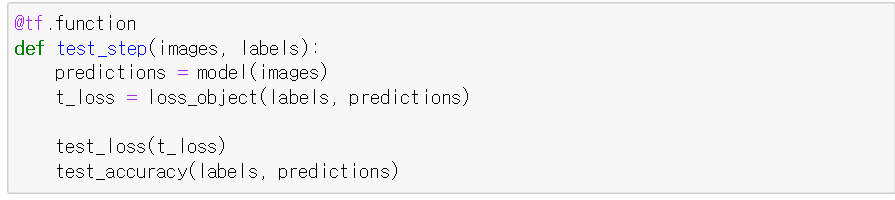 @tf.function
def test_step(images, labels):
    predictions = model(images)
    t_loss = loss_object(labels, predictions)

    test_loss(t_loss)
    test_accuracy(labels, predictions)